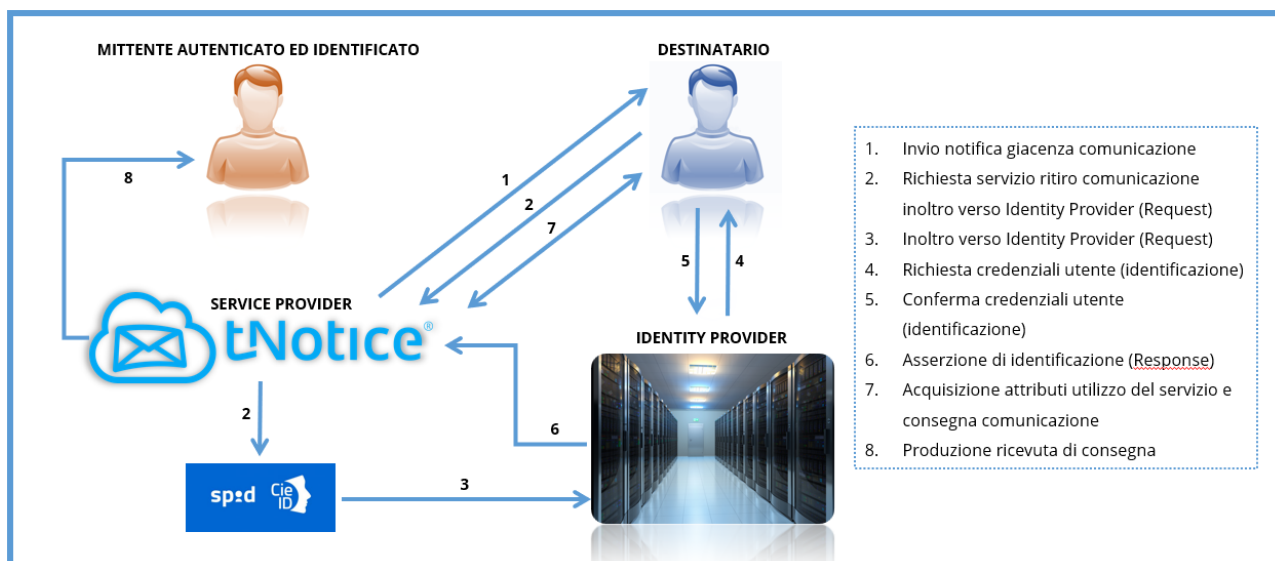 MITTENTE AUTENTICATO ED IDENTIFICATO
DESTINATARIO
8
1
2
7
5
4
SERVICE PROVIDER
tNotice®
IDENTITY PROVIDER
2
6
3
sp:d CieID
1. Invio notifica giacenza comunicazione
2. Richiesta servizio ritiro comunicazione
inoltro verso Identity Provider (Request)
3. Inoltro verso Identity Provider (Request)
4. Richiesta credenziali utente (identificazione)
5. Conferma credenziali utente
(identificazione)
6. Asserzione di identificazione (Response)
7. Acquisizione attributi utilizzo del servizio e
consegna comunicazione
8. Produzione ricevuta di consegna